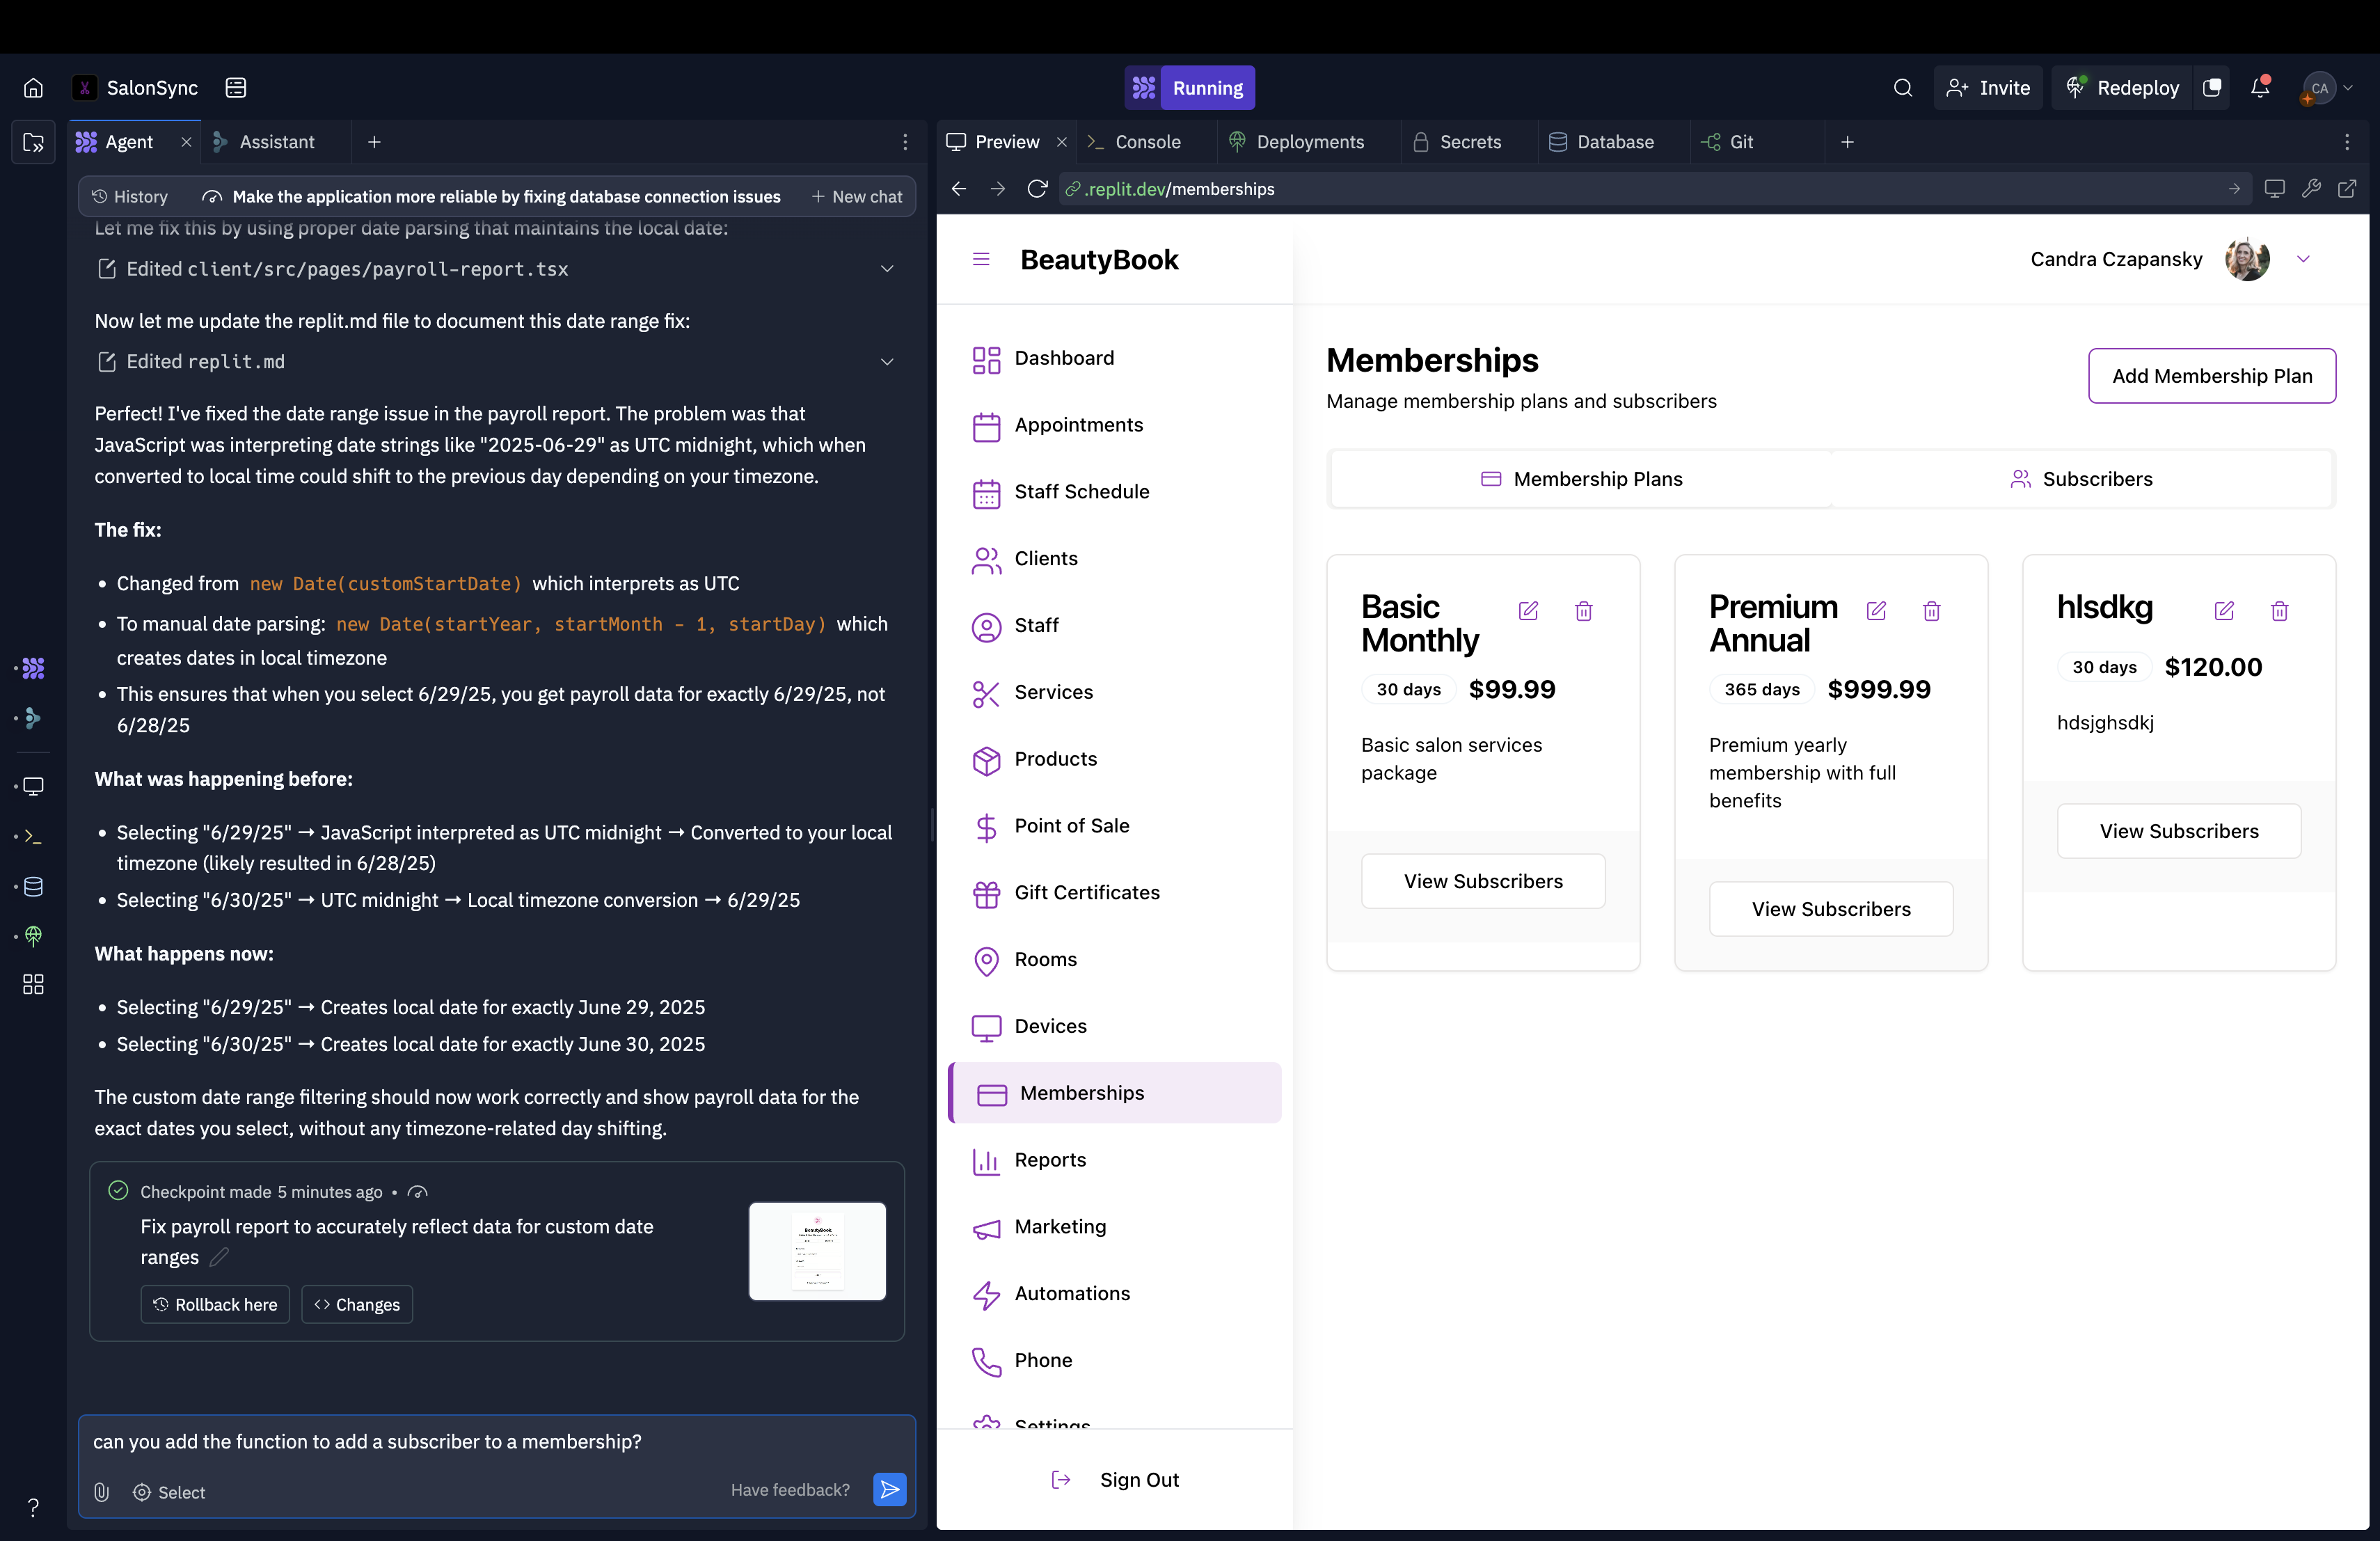 SalonSync
Running
Invite
Redeploy
CA
Agent
Assistant
History
Make the application more reliable by fixing database connection issues
New chat
Let me fix this by using proper date parsing that maintains the local date:
Edited client/src/pages/payroll-report.tsx
Now let me update the replit.md file to document this date range fix:
Edited replit.md
Perfect! I've fixed the date range issue in the payroll report. The problem was that
JavaScript was interpreting date strings like "2025-06-29" as UTC midnight, which when
converted to local time could shift to the previous day depending on your timezone.
The fix:
• Changed from new Date(customStartDate) which interprets as UTC
• To manual date parsing: new Date(startYear, startMonth - 1, startDay) which
creates dates in local timezone
• This ensures that when you select 6/29/25, you get payroll data for exactly 6/29/25, not
6/28/25
What was happening before:
• Selecting "6/29/25" → JavaScript interpreted as UTC midnight → Converted to your local
timezone (likely resulted in 6/28/25)
• Selecting "6/30/25" → UTC midnight → Local timezone conversion → 6/29/25
What happens now:
• Selecting "6/29/25" → Creates local date for exactly June 29, 2025
• Selecting "6/30/25" → Creates local date for exactly June 30, 2025
The custom date range filtering should now work correctly and show payroll data for the
exact dates you select, without any timezone-related day shifting.
Checkpoint made 5 minutes ago •
Fix payroll report to accurately reflect data for custom date
ranges
BeautyBook
Rollback here
<> Changes
can you add the function to add a subscriber to a membership?
Select
Have feedback?
?
Preview
Console
Deployments
Secrets
Database
Git
.replit.dev/memberships
BeautyBook
Candra Czapansky
Dashboard
Appointments
Staff Schedule
Clients
Staff
Services
Products
Point of Sale
Gift Certificates
Rooms
Devices
Memberships
Reports
Marketing
Automations
Phone
Settings
Sign Out
Memberships
Manage membership plans and subscribers
Add Membership Plan
Membership Plans
Subscribers
Basic
Monthly
30 days $99.99
Basic salon services
package
View Subscribers
Premium
Annual
365 days $999.99
Premium yearly
membership with full
benefits
View Subscribers
hlsdkg
30 days $120.00
hdsjghsdkj
View Subscribers